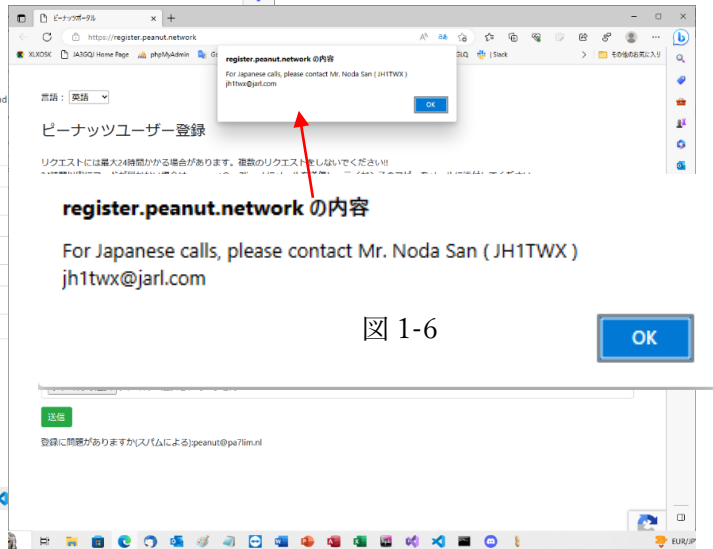 ピーナッツポータル
https://register.peanut.network
XLXOSK
JA3GQJ Home Page
phpMyAdmin
GLQ
| Slack
その他のお気に入り
register.peanut.network の内容
For Japanese calls, please contact Mr. Noda San ( JH1TWX )
jh1twx@jarl.com
OK
言語： 英語
ピーナッツユーザー登録
リクエストには最大24時間かかる場合があります。複数のリクエストをしないでください!!
register.peanut.network の内容
For Japanese calls, please contact Mr. Noda San ( JH1TWX )
jh1twx@jarl.com
図 1-6
OK
送信
登録に問題がありますか(スパムによる):peanut@pa7lim.nl
EUR/JP